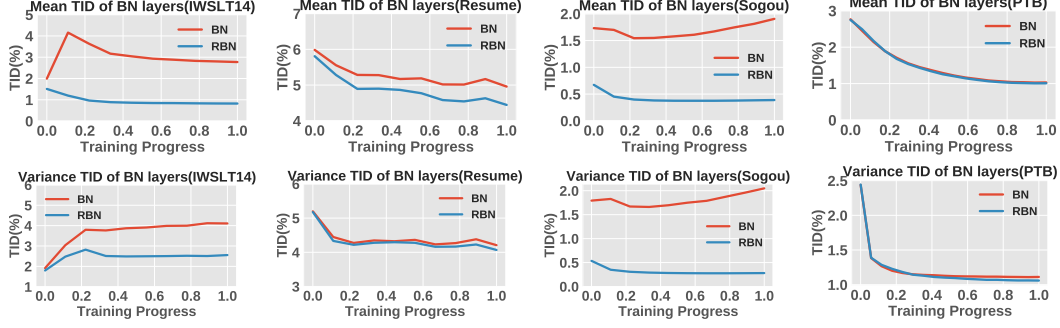 Mean TID of BN layers(IWSLT14)
5
4
3
2
1
0
TID(%)
BN
RBN
0.0 0.2 0.4 0.6 0.8 1.0
Training Progress
Mean TID of BN layers(Resume)
7
6
5
4
TID(%)
BN
RBN
0.0 0.2 0.4 0.6 0.8 1.0
Training Progress
Mean TID of BN layers(Sogou)
2.0
1.5
1.0
0.5
0.0
TID(%)
BN
RBN
0.0 0.2 0.4 0.6 0.8 1.0
Training Progress
Mean TID of BN layers(PTB)
3
2
1
0
TID(%)
BN
RBN
0.0 0.2 0.4 0.6 0.8 1.0
Training Progress
Variance TID of BN layers(IWSLT14)
6
5
4
3
2
1
TID(%)
BN
RBN
0.0 0.2 0.4 0.6 0.8 1.0
Training Progress
Variance TID of BN layers(Resume)
6
5
4
3
TID(%)
BN
RBN
0.0 0.2 0.4 0.6 0.8 1.0
Training Progress
Variance TID of BN layers(Sogou)
2.0
1.5
1.0
0.5
0.0
TID(%)
BN
RBN
0.0 0.2 0.4 0.6 0.8 1.0
Training Progress
Variance TID of BN layers(PTB)
2.5
2.0
1.5
1.0
TID(%)
BN
RBN
0.0 0.2 0.4 0.6 0.8 1.0
Training Progress